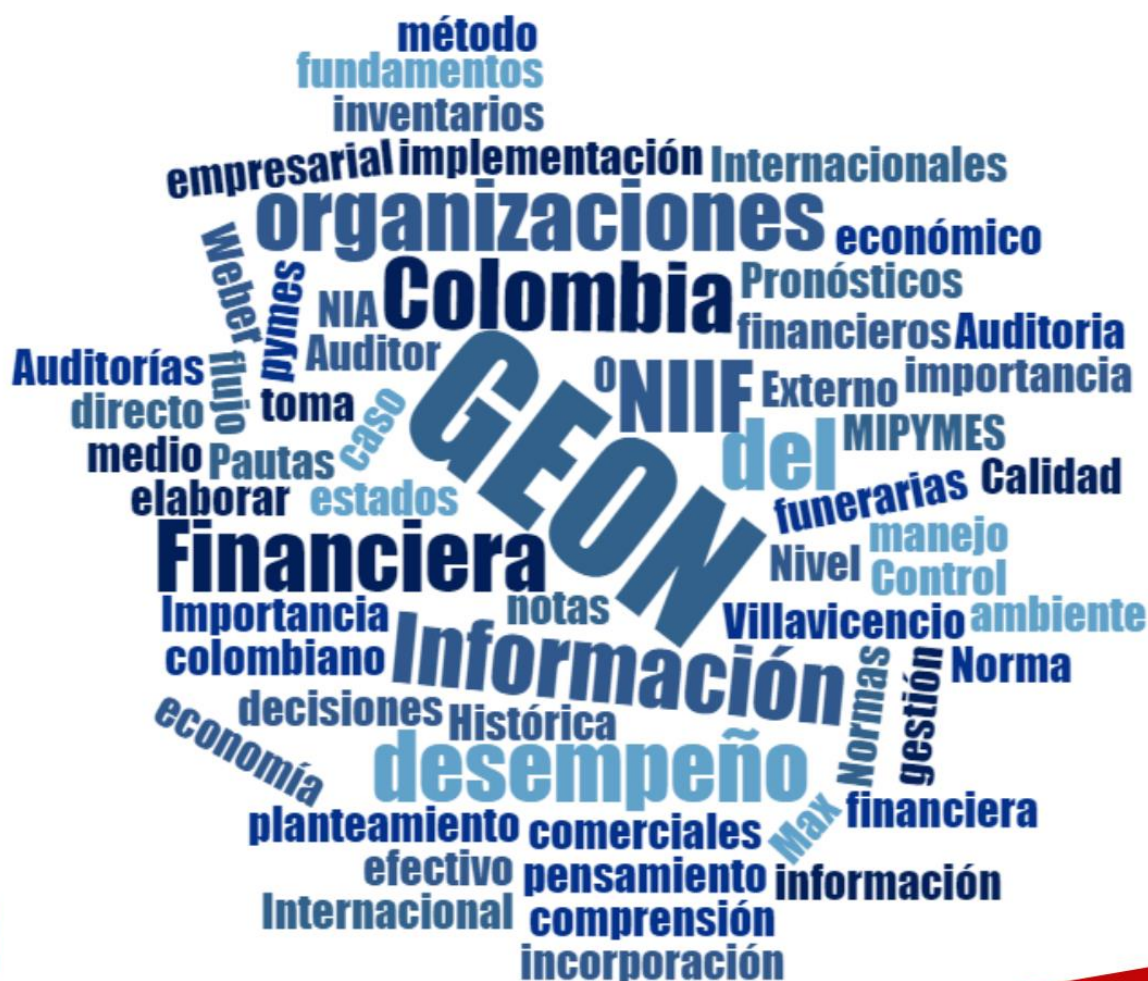 método
fundamentos
inventarios
empresarial implementación Internacionales
organizaciones económico
Weber pymes NIA Colombia Pronósticos
Auditor financieros Auditoria
Auditorías flujo GEON o NIIF Externo importancia
directo toma caso del MIPYMES
medio Pautas funerarias Calidad
elaborar estados manejo
Financiera Nivel Control
Importancia notas Villavicencio ambiente
colombiano Información Normas gestión Norma
economía decisiones Histórica
desempeño
planteamiento comerciales Max financiera
efectivo pensamiento información
Internacional comprensión
incorporación